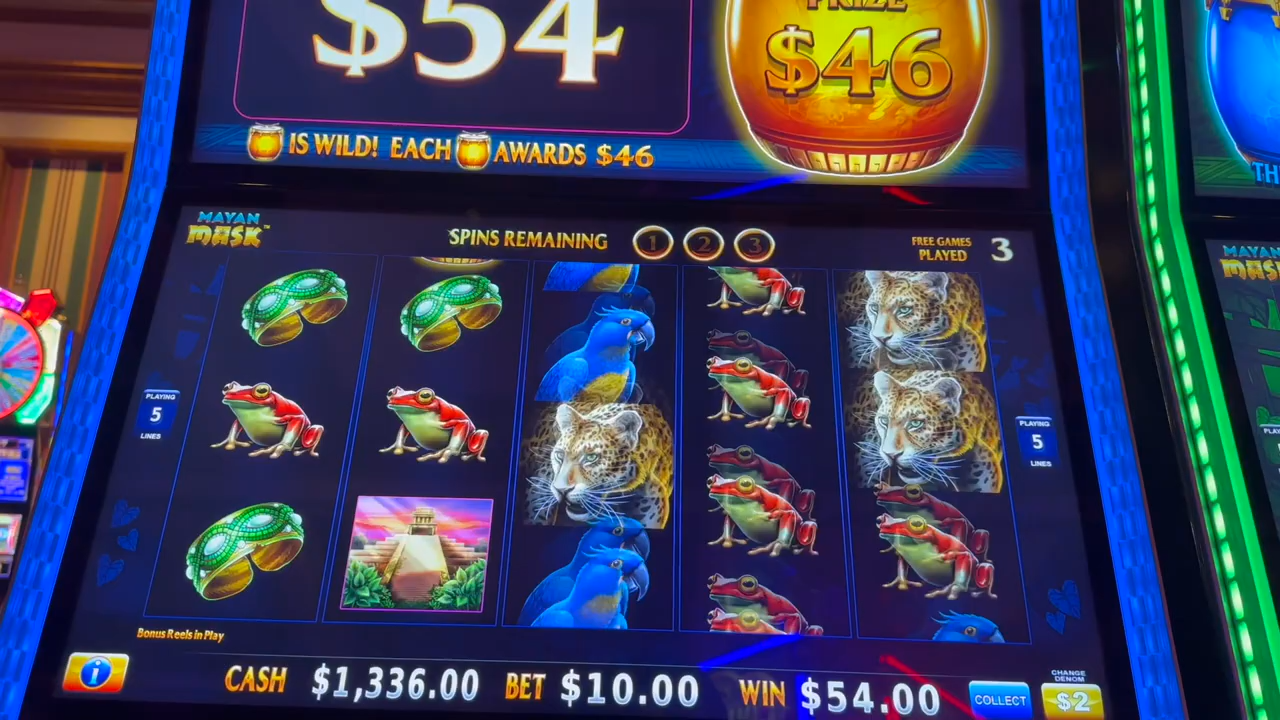 $54
PRIZE
$46
IS WILD! EACH AWARDS $46
MAYAN
MASK™
SPINS REMAINING 1 2 3
FREE GAMES
PLAYED 3
PLAYING
5
LINES
PLAYING
5
LINES
Bonus Reels in Play
i
CASH $1,336.00 BET $10.00 WIN $54.00
COLLECT
CHANGE
DENOM
$2
MAYAN